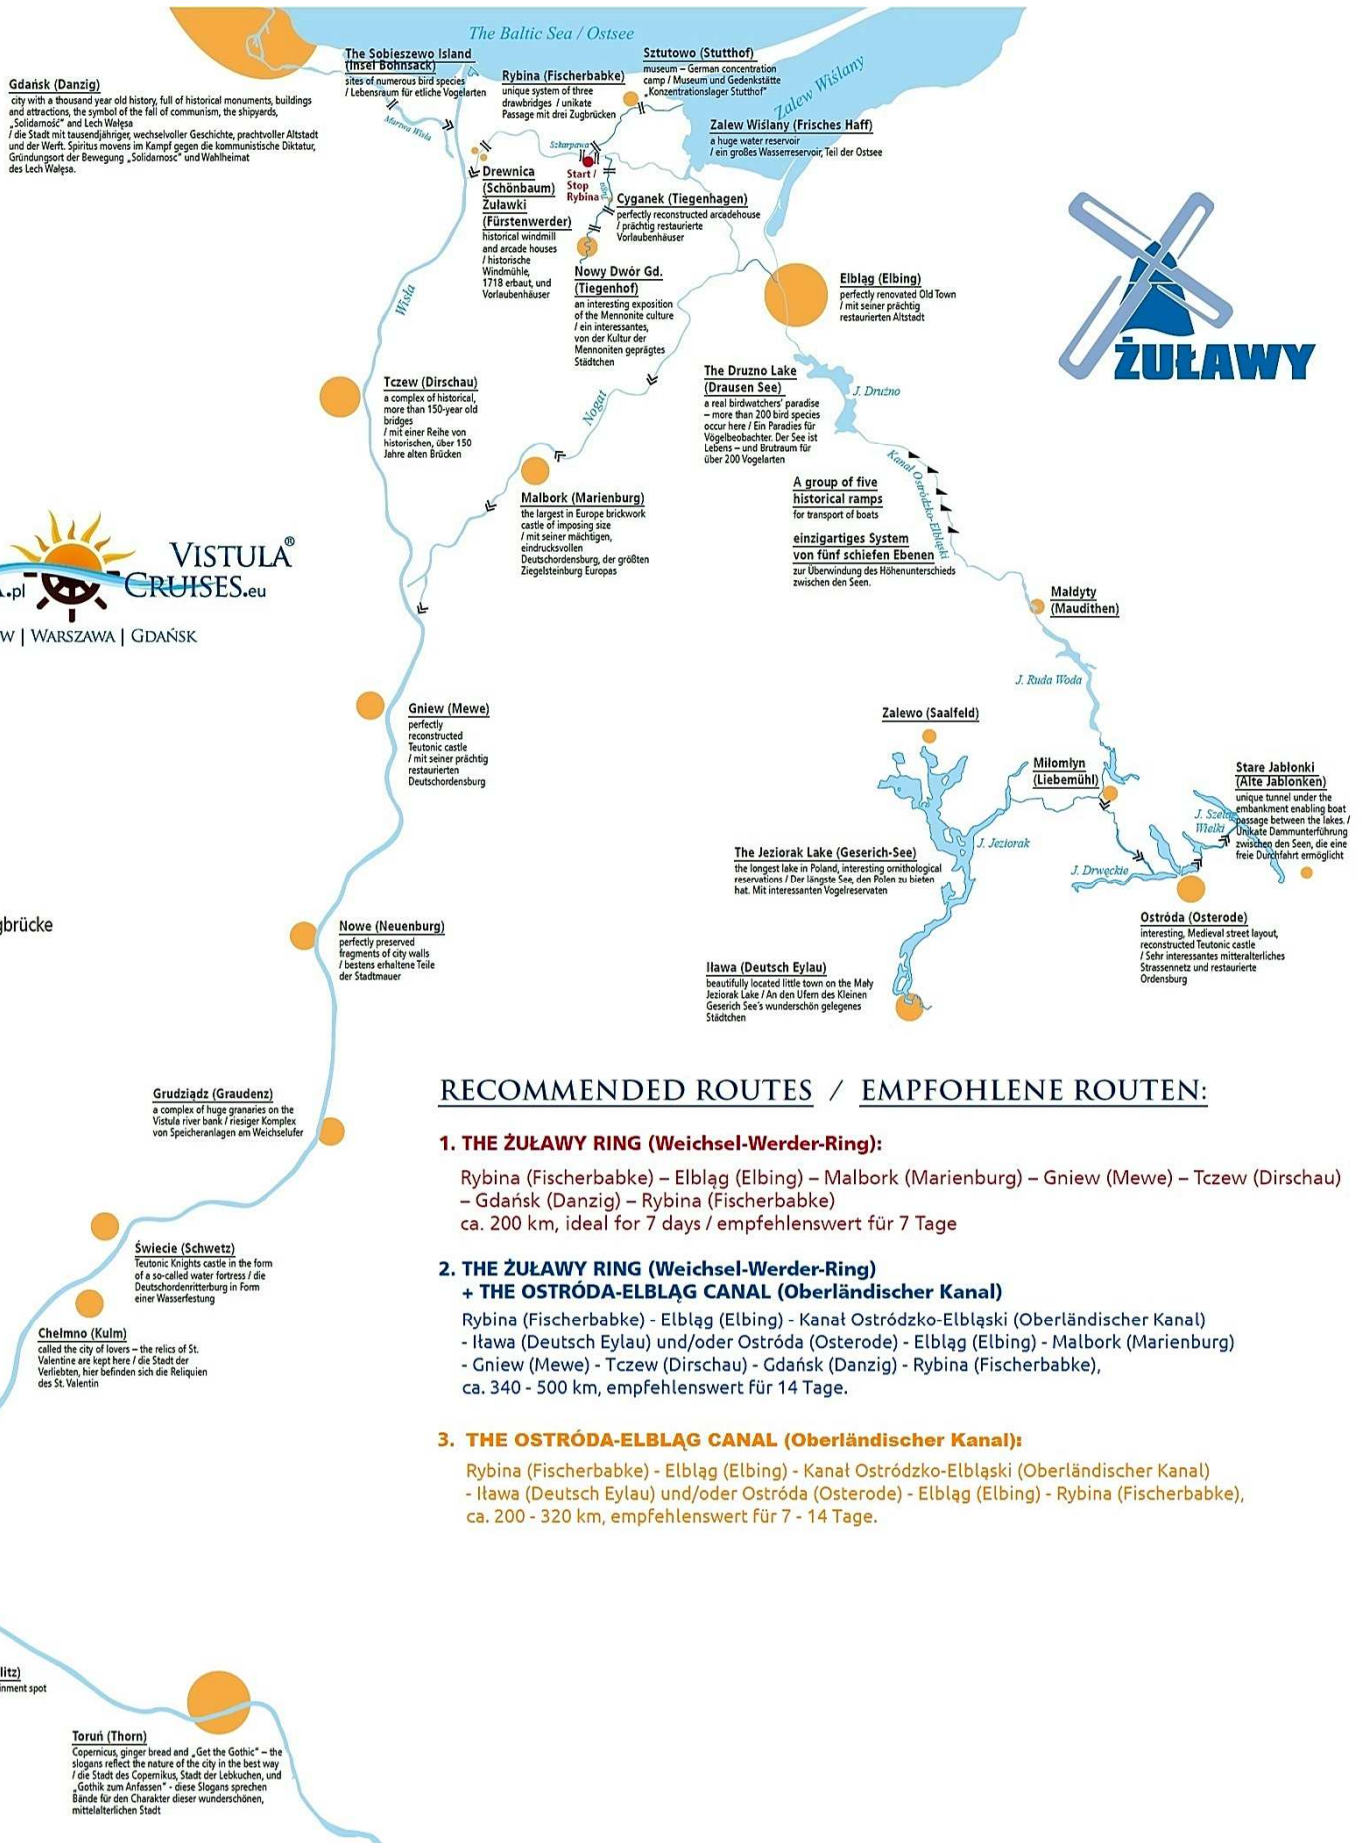 The Baltic Sea / Ostsee
Gdańsk (Danzig)
city with a thousand year old history, full of historical monuments, buildings
and attractions, the symbol of the fall of communism, the shipyards,
„Solidarność” and Lech Wałęsa
/ die Stadt mit tausendjähriger, wechselvoller Geschichte, prachtvoller Altstadt
und der Werft. Spiritus movens im Kampf gegen die kommunistische Diktatur,
Gründungsort der Bewegung „Solidarność” und Wahlheimat
des Lech Wałęsa.
The Sobieszewo Island
(Insel Bohnsack)
sites of numerous bird species
/ Lebensraum für etliche Vogelarten
Martwa Wisła
Rybina (Fischerbabke)
unique system of three
drawbridges / unikate
Passage mit drei Zugbrücken
Sztutowo (Stutthof)
museum – German concentration
camp / Museum und Gedenkstätte
„Konzentrationslager Stutthof”
Zalew Wiślany
Zalew Wiślany (Frisches Haff)
a huge water reservoir
/ ein großes Wasserreservoir, Teil der Ostsee
Szkarpawa
Start /
Stop
Rybina
Tuga
Drewnica
(Schönbaum)
Żuławki
(Fürstenwerder)
historical windmill
and arcade houses
/ historische
Windmühle,
1718 erbaut, und
Vorlaubenhäuser
Cyganek (Tiegenhagen)
perfectly reconstructed arcadehouse
/ prächtig restaurierte
Vorlaubenhäuser
Nowy Dwór Gd.
(Tiegenhof)
an interesting exposition
of the Mennonite culture
/ ein interessantes,
von der Kultur der
Mennoniten geprägtes
Städtchen
Elbląg (Elbing)
perfectly renovated Old Town
/ mit seiner prächtig
restaurierten Altstadt
ŻUŁAWY
Wisła
Tczew (Dirschau)
a complex of historical,
more than 150-year old
bridges
/ mit einer Reihe von
historischen, über 150
Jahre alten Brücken
Nogat
The Druzno Lake
(Drausen See)
a real birdwatchers' paradise
– more than 200 bird species
occur here / Ein Paradies für
Vögelbeobachter. Der See ist
Lebens – und Brutraum für
über 200 Vogelarten
J. Drużno
Kanał Ostródzko-Elbląski
Malbork (Marienburg)
the largest in Europe brickwork
castle of imposing size
/ mit seiner mächtigen,
eindrucksvollen
Deutschordensburg, der größten
Ziegelsteinburg Europas
A group of five
historical ramps
for transport of boats
einzigartiges System
von fünf schiefen Ebenen
zur Überwindung des Höhenunterschieds
zwischen den Seen.
VISTULA®
.pl CRUISES.eu
W | WARSZAWA | GDAŃSK
Maldyty
(Maudithen)
J. Ruda Woda
Gniew (Mewe)
perfectly
reconstructed
Teutonic castle
/ mit seiner prächtig
restaurierten
Deutschordensburg
Zalewo (Saalfeld)
Miłomłyn
(Liebemühl)
Stare Jabłonki
(Alte Jablonken)
unique tunnel under the
embankment enabling boat
passage between the lakes. /
Unikate Dammunterführung
zwischen den Seen, die eine
freie Durchfahrt ermöglicht
J. Szeląg
Wielki
J. Jeziorak
The Jeziorak Lake (Geserich-See)
the longest lake in Poland, interesting ornithological
reservations / Der längste See, den Polen zu bieten
hat. Mit interessanten Vogelreservaten
J. Drwęckie
Ostróda (Osterode)
interesting, Medieval street layout,
reconstructed Teutonic castle
/ Sehr interessantes mitteralterliches
Strassennetz und restaurierte
Ordensburg
gbrücke
Nowe (Neuenburg)
perfectly preserved
fragments of city walls
/ bestens erhaltene Teile
der Stadtmauer
Iława (Deutsch Eylau)
beautifully located little town on the Mały
Jeziorak Lake / An den Ufern des Kleinen
Geserich See's wunderschön gelegenes
Städtchen
Grudziądz (Graudenz)
a complex of huge granaries on the
Vistula river bank / riesiger Komplex
von Speicheranlagen am Weichselufer
Świecie (Schwetz)
Teutonic Knights castle in the form
of a so-called water fortress / die
Deutschordenritterburg in Form
einer Wasserfestung
Chełmno (Kulm)
called the city of lovers – the relics of St.
Valentine are kept here / die Stadt der
Verliebten, hier befinden sich die Reliquien
des St. Valentin
RECOMMENDED ROUTES / EMPFOHLENE ROUTEN:
1. THE ŻUŁAWY RING (Weichsel-Werder-Ring):
Rybina (Fischerbabke) – Elbląg (Elbing) – Malbork (Marienburg) – Gniew (Mewe) – Tczew (Dirschau)
– Gdańsk (Danzig) – Rybina (Fischerbabke)
ca. 200 km, ideal for 7 days / empfehlenswert für 7 Tage
2. THE ŻUŁAWY RING (Weichsel-Werder-Ring)
+ THE OSTRÓDA-ELBLĄG CANAL (Oberländischer Kanal)
Rybina (Fischerbabke) - Elbląg (Elbing) - Kanał Ostródzko-Elbląski (Oberländischer Kanal)
- Iława (Deutsch Eylau) und/oder Ostróda (Osterode) - Elbląg (Elbing) - Malbork (Marienburg)
- Gniew (Mewe) - Tczew (Dirschau) - Gdańsk (Danzig) - Rybina (Fischerbabke),
ca. 340 - 500 km, empfehlenswert für 14 Tage.
3. THE OSTRÓDA-ELBLĄG CANAL (Oberländischer Kanal):
Rybina (Fischerbabke) - Elbląg (Elbing) - Kanał Ostródzko-Elbląski (Oberländischer Kanal)
- Iława (Deutsch Eylau) und/oder Ostróda (Osterode) - Elbląg (Elbing) - Rybina (Fischerbabke),
ca. 200 - 320 km, empfehlenswert für 7 - 14 Tage.
litz)
inment spot
Toruń (Thorn)
Copernicus, ginger bread and „Get the Gothic” – the
slogans reflect the nature of the city in the best way
/ die Stadt des Copernikus, Stadt der Lebkuchen, und
„Gothik zum Anfassen” - diese Slogans sprechen
Bände für den Charakter dieser wunderschönen,
mittelalterlichen Stadt